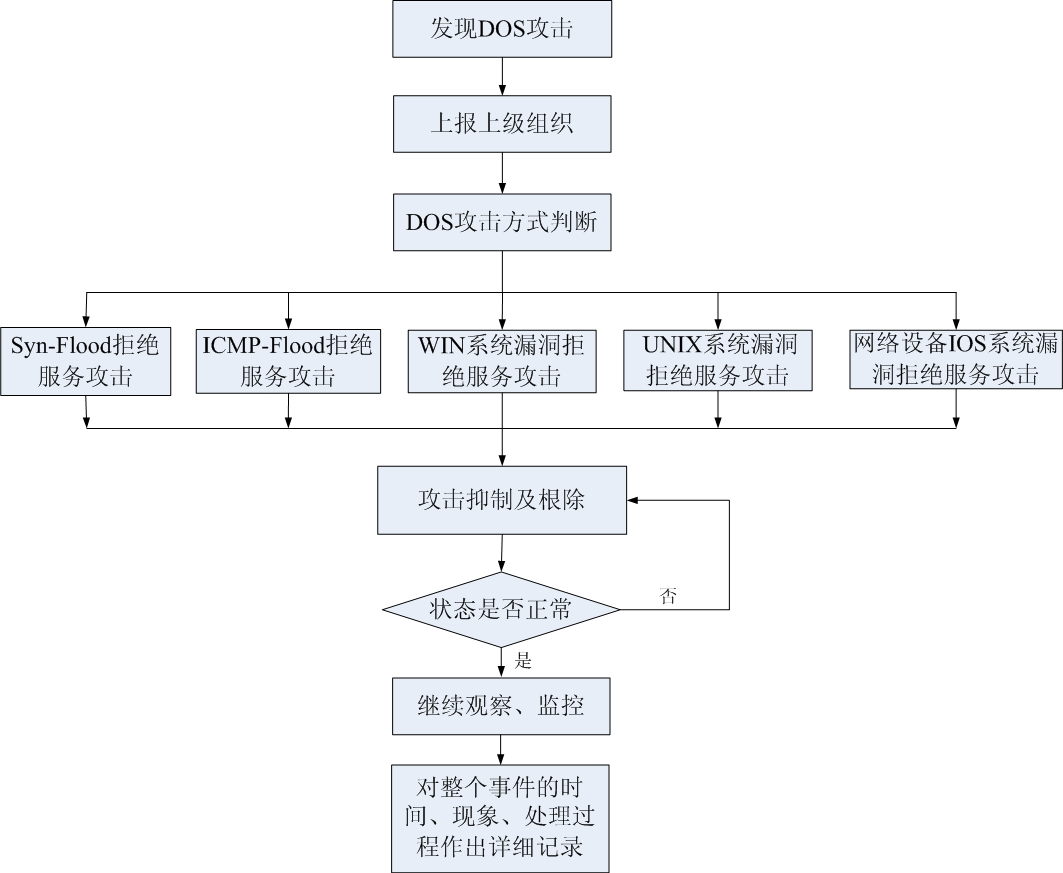 发现DOS攻击
上报上级组织
DOS攻击方式判断
Syn-Flood拒绝
服务攻击
ICMP-Flood拒绝
服务攻击
WIN系统漏洞拒
绝服务攻击
UNIX系统漏洞
拒绝服务攻击
网络设备IOS系统漏
洞拒绝服务攻击
攻击抑制及根除
状态是否正常
否
是
继续观察、监控
对整个事件的时
间、现象、处理过
程作出详细记录